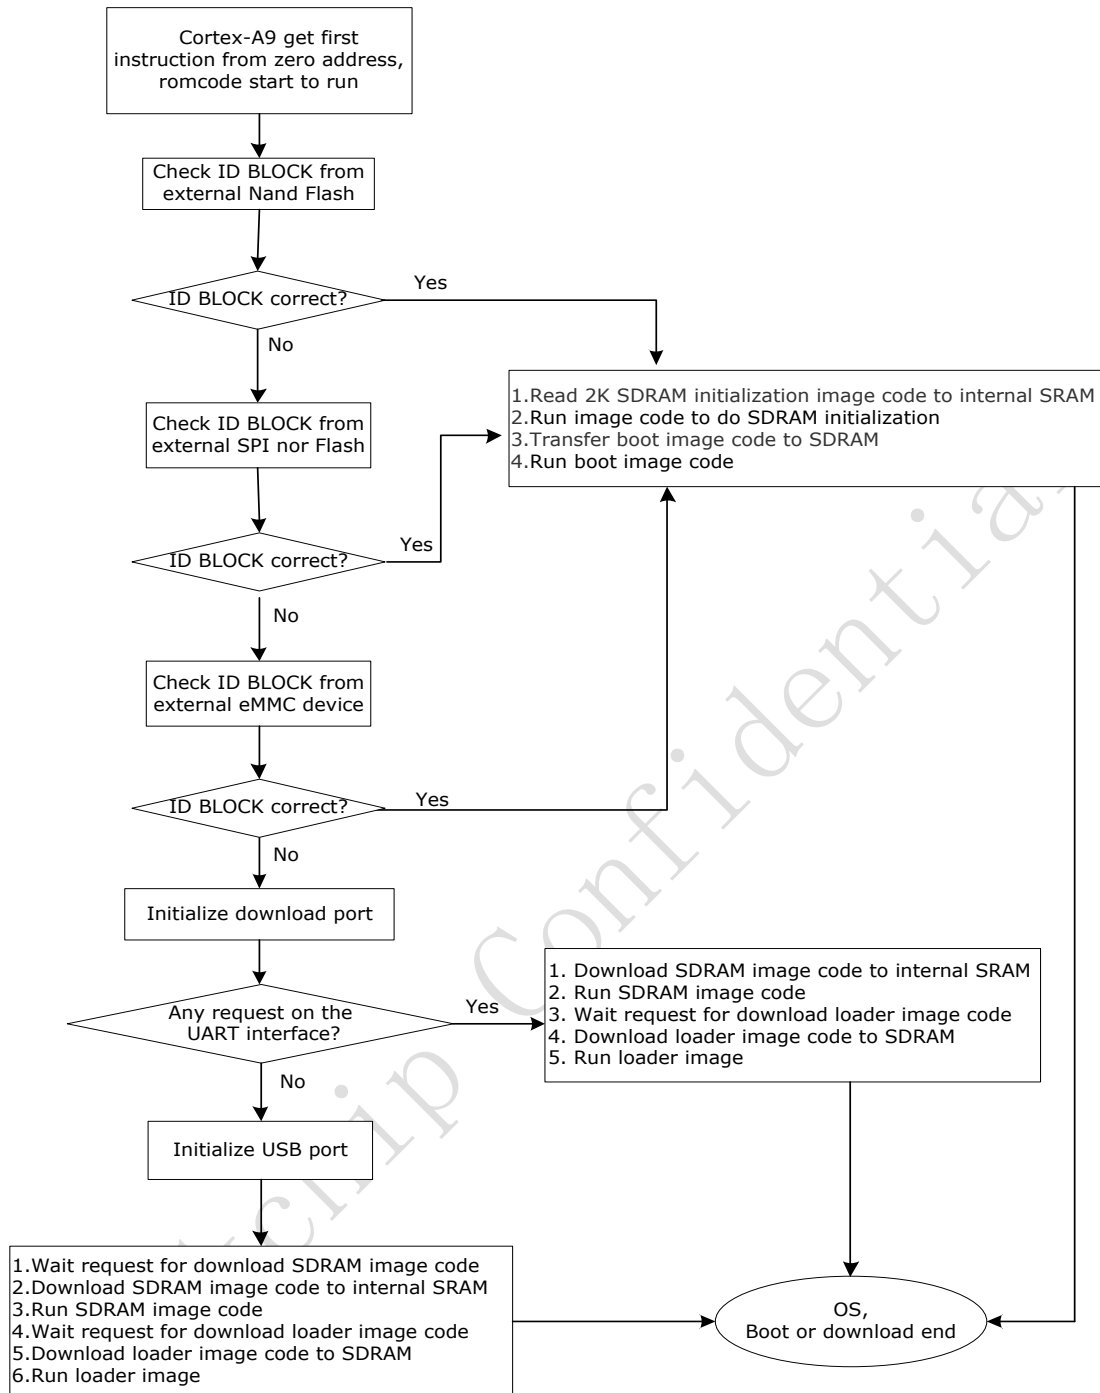 Cortex-A9 get first
instruction from zero address,
romcode start to run
Check ID BLOCK from
external Nand Flash
ID BLOCK correct?
Yes
No
1.Read 2K SDRAM initialization image code to internal SRAM
2.Run image code to do SDRAM initialization
3.Transfer boot image code to SDRAM
4.Run boot image code
Check ID BLOCK from
external SPI nor Flash
ID BLOCK correct?
Yes
No
Check ID BLOCK from
external eMMC device
ID BLOCK correct?
Yes
No
Initialize download port
Any request on the
UART interface?
Yes
No
1. Download SDRAM image code to internal SRAM
2. Run SDRAM image code
3. Wait request for download loader image code
4. Download loader image code to SDRAM
5. Run loader image
Initialize USB port
1.Wait request for download SDRAM image code
2.Download SDRAM image code to internal SRAM
3.Run SDRAM image code
4.Wait request for download loader image code
5.Download loader image code to SDRAM
6.Run loader image
OS,
Boot or download end
Confidential